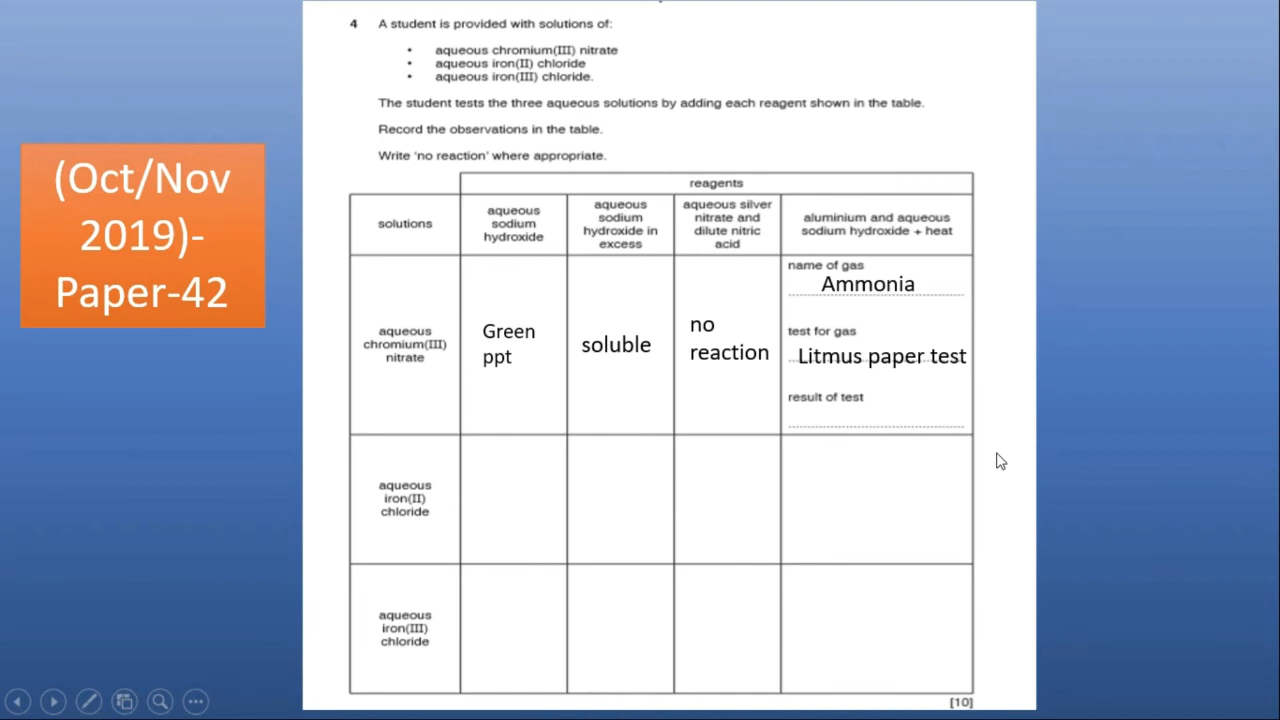 (Oct/Nov
2019)-
Paper-42
4 A student is provided with solutions of:
• aqueous chromium(III) nitrate
• aqueous iron(II) chloride
• aqueous iron(III) chloride.
The student tests the three aqueous solutions by adding each reagent shown in the table.
Record the observations in the table.
Write 'no reaction' where appropriate.
reagents
solutions
aqueous
sodium
hydroxide
aqueous
sodium
hydroxide in
excess
aqueous silver
nitrate and
dilute nitric
acid
aluminium and aqueous
sodium hydroxide + heat
aqueous
chromium(III)
nitrate
Green
ppt
soluble
no
reaction
name of gas
Ammonia
test for gas
Litmus paper test
result of test
aqueous
iron(II)
chloride
aqueous
iron(III)
chloride
[10]